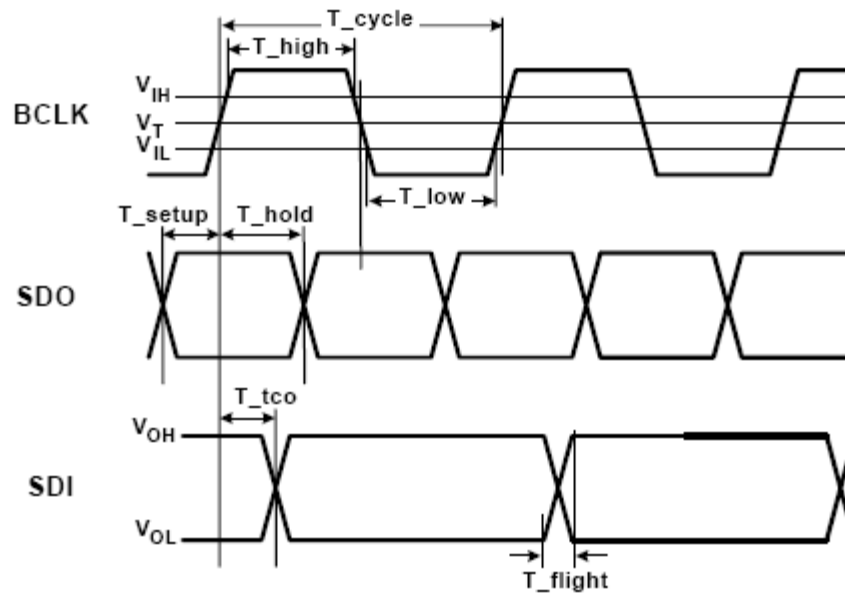 T_cycle
T_high
BCLK
V_IH
V_T
V_IL
T_low
T_setup
T_hold
SDO
T_tco
V_OH
SDI
V_OL
T_flight